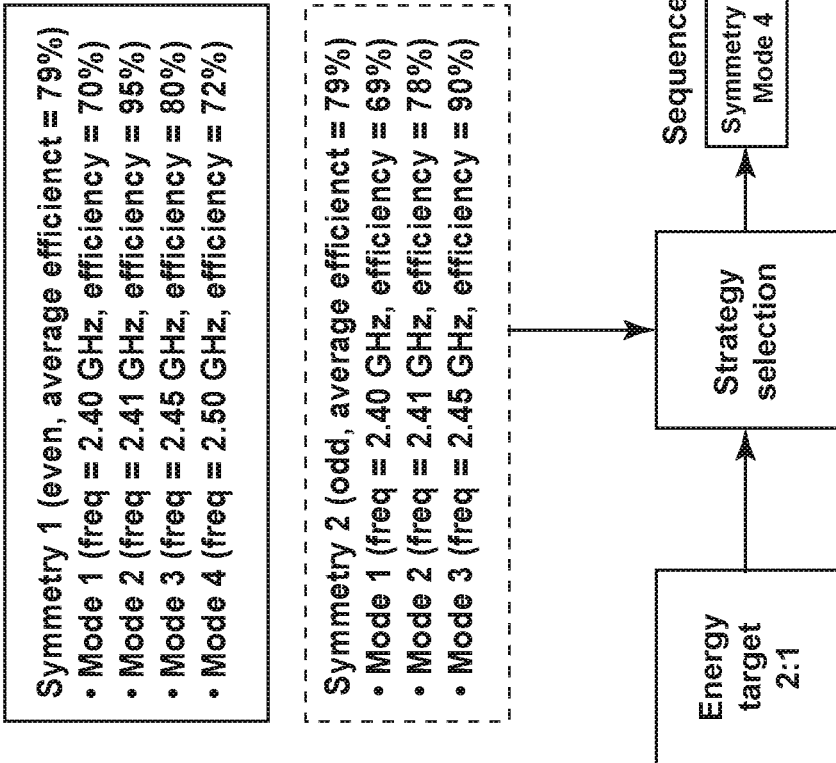 Symmetry 1 (even, average efficienct = 79%)
• Mode 1 (freq = 2.40 GHz, efficiency = 70%)
• Mode 2 (freq = 2.41 GHz, efficiency = 95%)
• Mode 3 (freq = 2.45 GHz, efficiency = 80%)
• Mode 4 (freq = 2.50 GHz, efficiency = 72%)
Symmetry 2 (odd, average efficienct = 79%)
• Mode 1 (freq = 2.40 GHz, efficiency = 69%)
• Mode 2 (freq = 2.41 GHz, efficiency = 78%)
• Mode 3 (freq = 2.45 GHz, efficiency = 90%)
Energy
target
2:1
Strategy
selection
Sequence
Symmetry
Mode 4